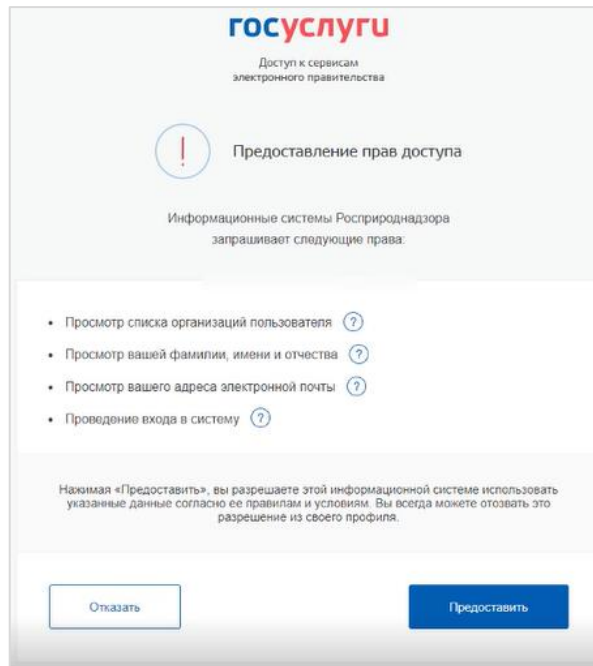 госуслуги
Доступ к сервисам
электронного правительства
Предоставление прав доступа
Информационные системы Росприроднадзора
запрашивает следующие права:
• Просмотр списка организаций пользователя ?
• Просмотр вашей фамилии, имени и отчества ?
• Просмотр вашего адреса электронной почты ?
• Проведение входа в систему ?
Нажимая «Предоставить», вы разрешаете этой информационной системе использовать
указанные данные согласно ее правилам и условиям. Вы всегда можете отозвать это
разрешение из своего профиля.
Отказать
Предоставить